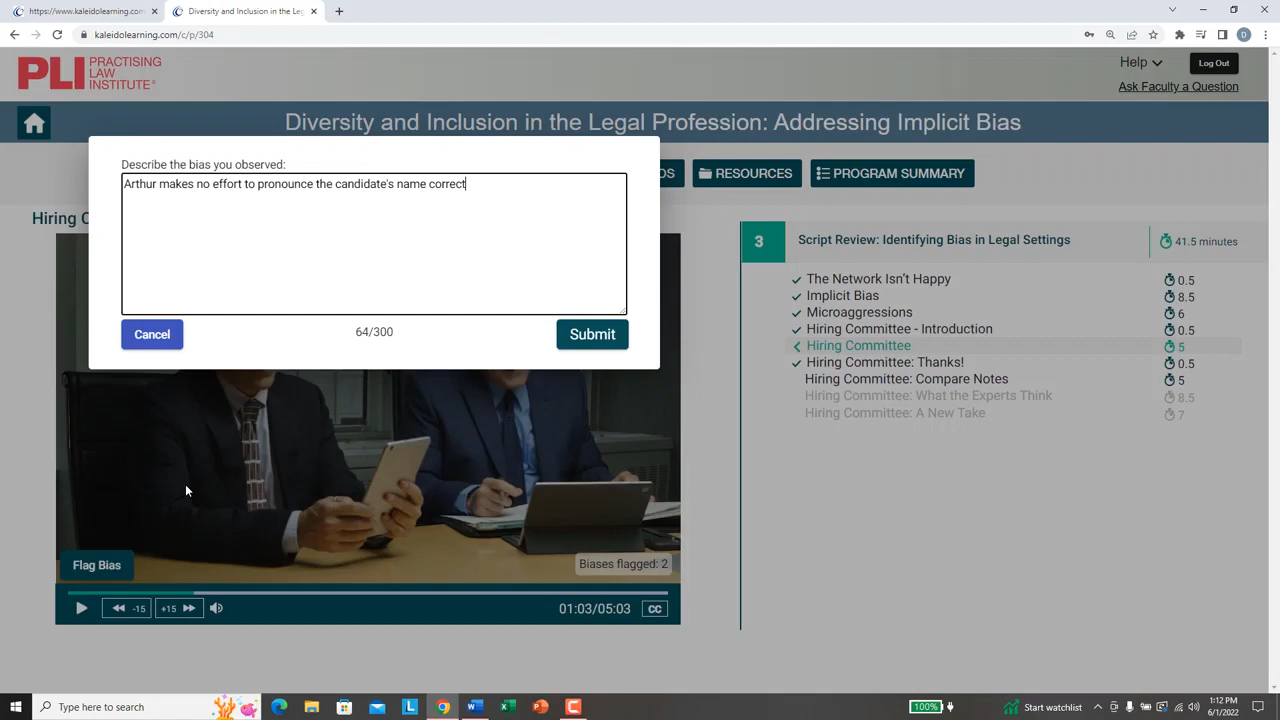 https://www.kaleidolearning.com
Diversity and Inclusion in the Leg
kaleidolearning.com/c/p/304
D
PLI PRACTISING LAW INSTITUTE®
Help
Log Out
Ask Faculty a Question
Diversity and Inclusion in the Legal Profession: Addressing Implicit Bias
OS
RESOURCES
PROGRAM SUMMARY
Describe the bias you observed:
Arthur makes no effort to pronounce the candidate's name correct
Cancel
64/300
Submit
Hiring C
3
Script Review: Identifying Bias in Legal Settings
41.5 minutes
The Network Isn't Happy 0.5
Implicit Bias 8.5
Microaggressions 6
Hiring Committee - Introduction 0.5
Hiring Committee 5
Hiring Committee: Thanks! 0.5
Hiring Committee: Compare Notes 5
Hiring Committee: What the Experts Think 8.5
Hiring Committee: A New Take 7
Flag Bias
Biases flagged: 2
-15
+15
01:03/05:03
CC
Type here to search
100%
Start watchlist
1:12 PM
6/1/2022